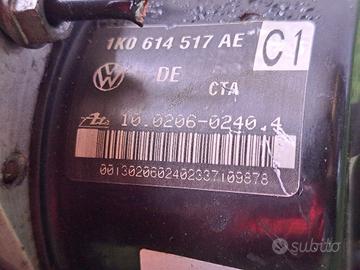 1K0 614 517 AE C1
DE
CTA
10.0206-0240.4
0013020602402337109878
subito